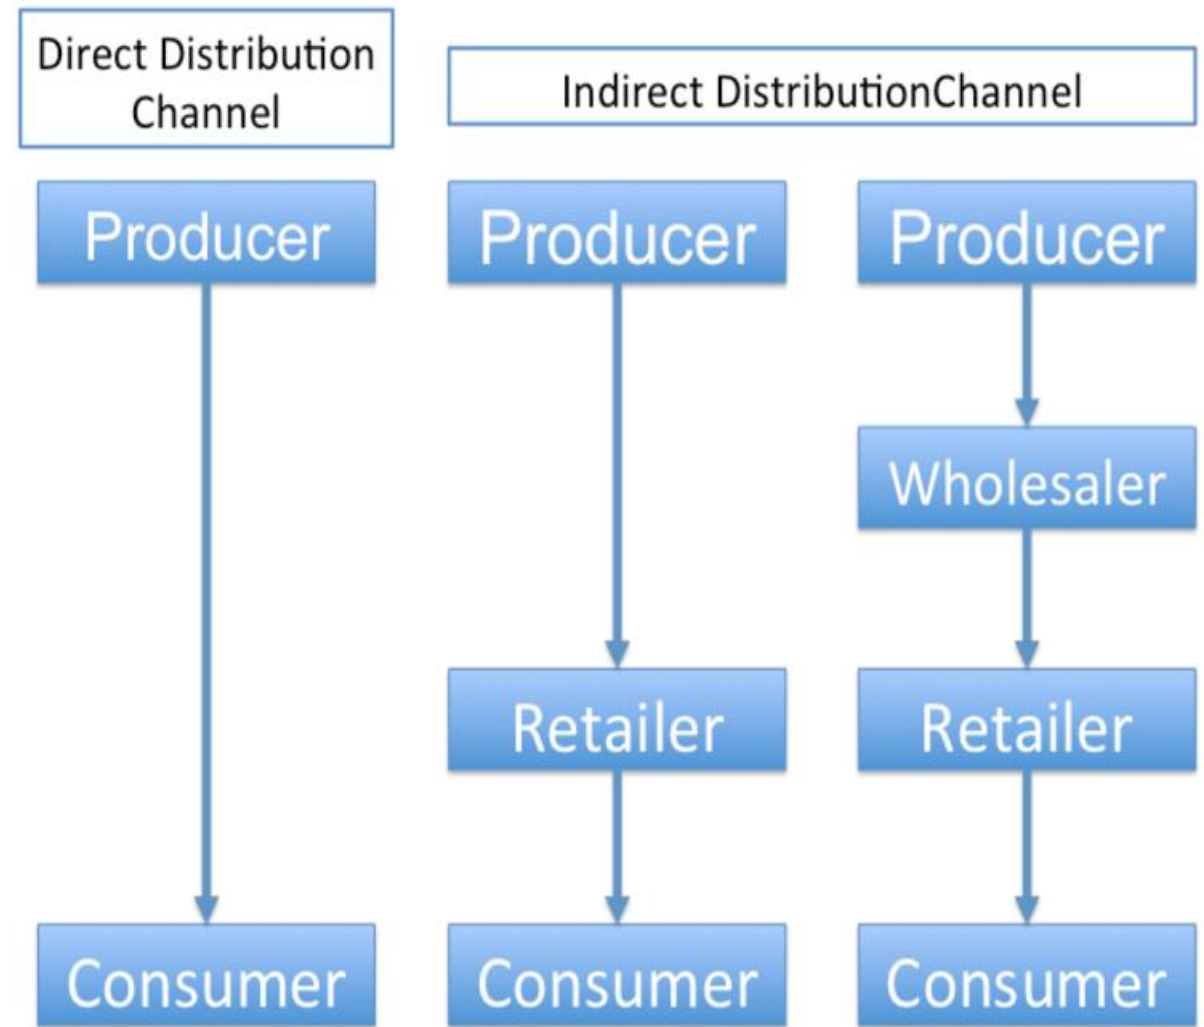 Direct Distribution
Channel
Indirect DistributionChannel
Producer
Producer
Producer
Wholesaler
Retailer
Retailer
Consumer
Consumer
Consumer